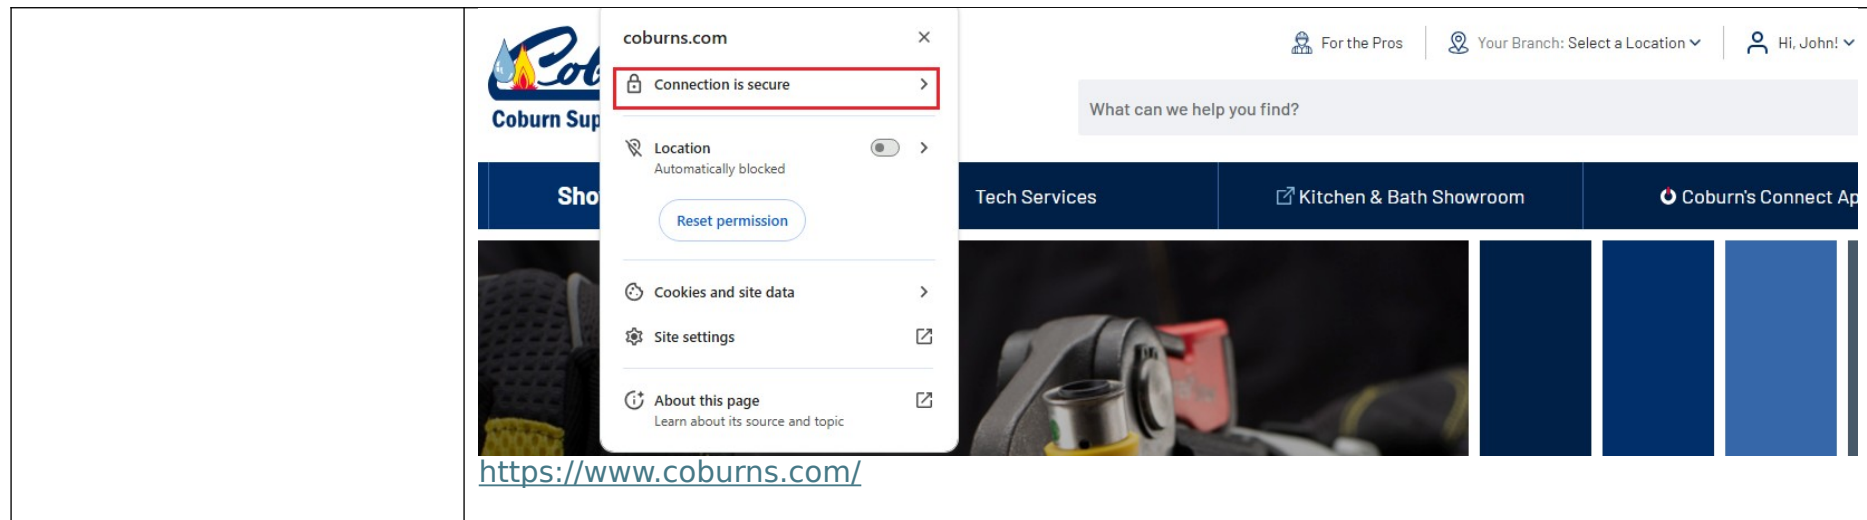 coburns.com
Connection is secure
Location
Automatically blocked
Reset permission
Cookies and site data
Site settings
About this page
Learn about its source and topic
Cob
Coburn Sup
For the Pros
Your Branch: Select a Location
Hi, John!
What can we help you find?
Sho
Tech Services
Kitchen & Bath Showroom
Coburn's Connect Ap
https://www.coburns.com/